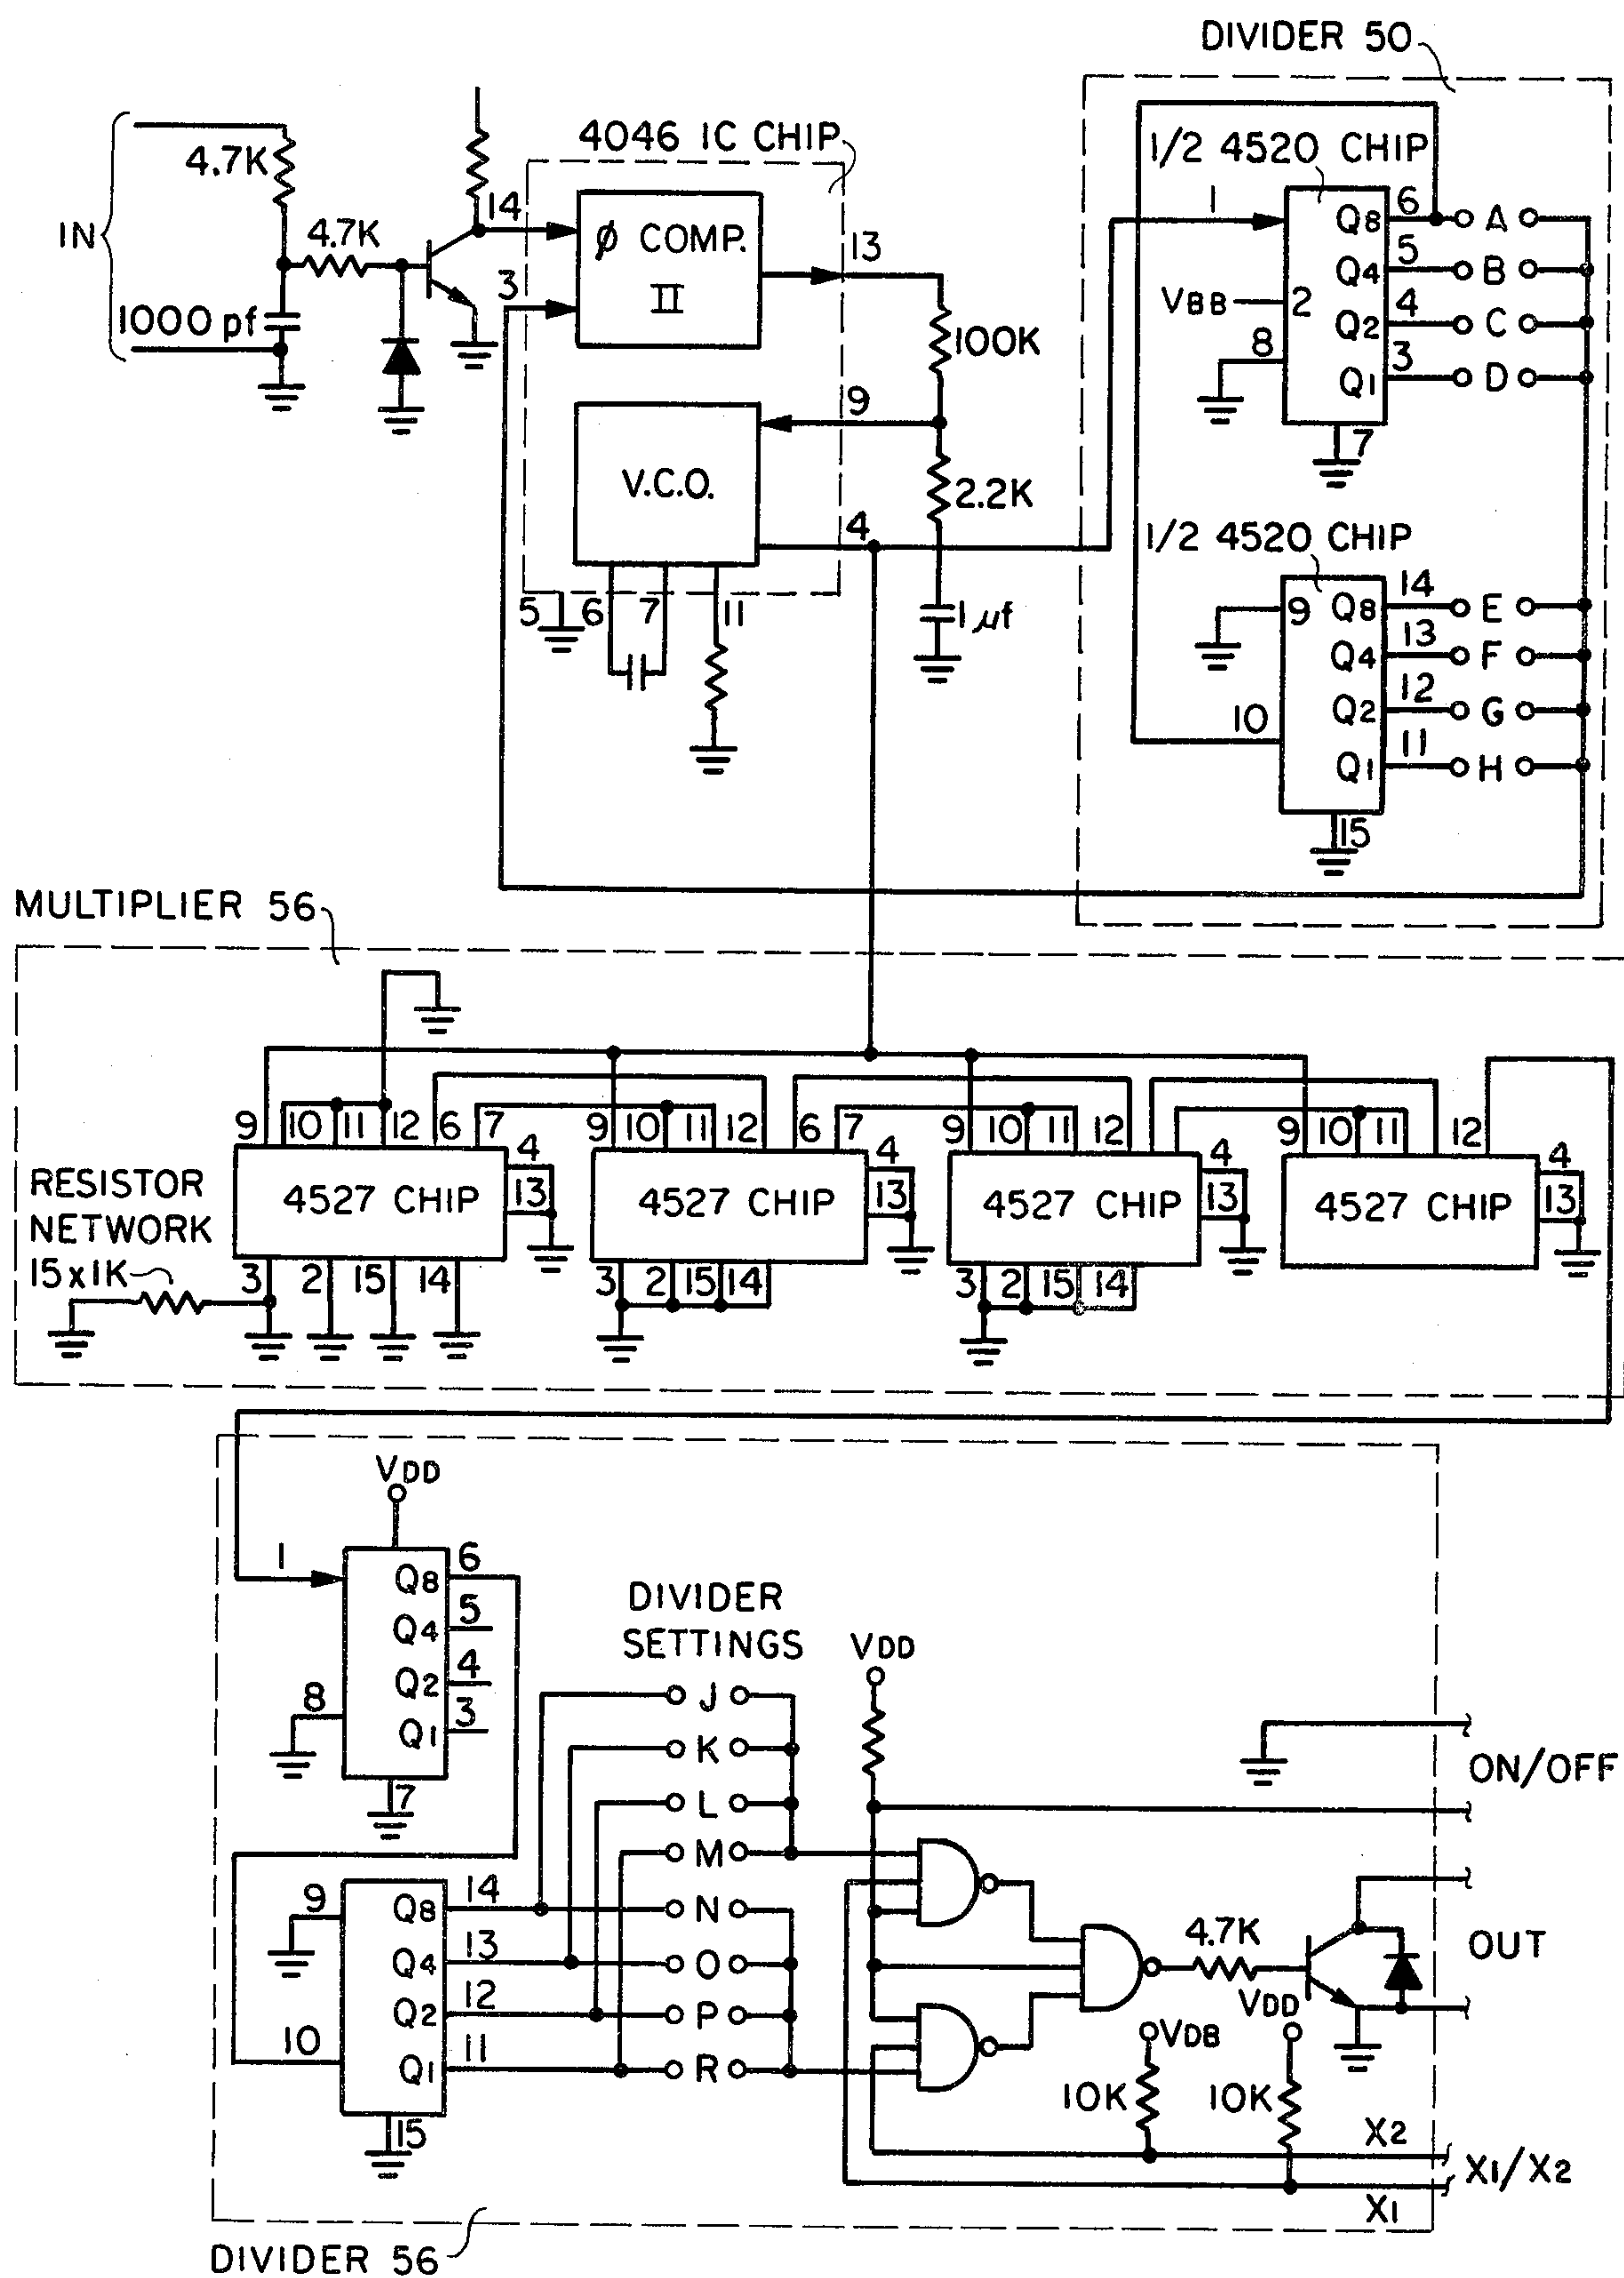 DIVIDER 50
4046 IC CHIP
1/2 4520 CHIP
4.7K
IN
4.7K
1000 pf
14
3
φ COMP.
II
13
100K
9
V.C.O.
2.2K
4
5 6 7 11
1 µf
1
VBB 2
8
Q8 6 A
Q4 5 B
Q2 4 C
Q1 3 D
7
1/2 4520 CHIP
9 Q8 14 E
Q4 13 F
Q2 12 G
10 Q1 11 H
15
MULTIPLIER 56
9 10 11 12 6 7 9 10 11 12 6 7 9 10 11 12 9 10 11 12
4 4 4 4
RESISTOR
NETWORK
15x1K
4527 CHIP 13 4527 CHIP 13 4527 CHIP 13 4527 CHIP 13
3 2 15 14 3 2 15 14 3 2 15 14
VDD
1
Q8 6
Q4 5
Q2 4
8 Q1 3
7
DIVIDER
SETTINGS
J
K
L
M
N
O
P
R
VDD
ON/OFF
9 Q8 14
Q4 13
Q2 12
10 Q1 11
15
4.7K
OUT
VDD
VDB
10K 10K
X2
X1/X2
X1
DIVIDER 56